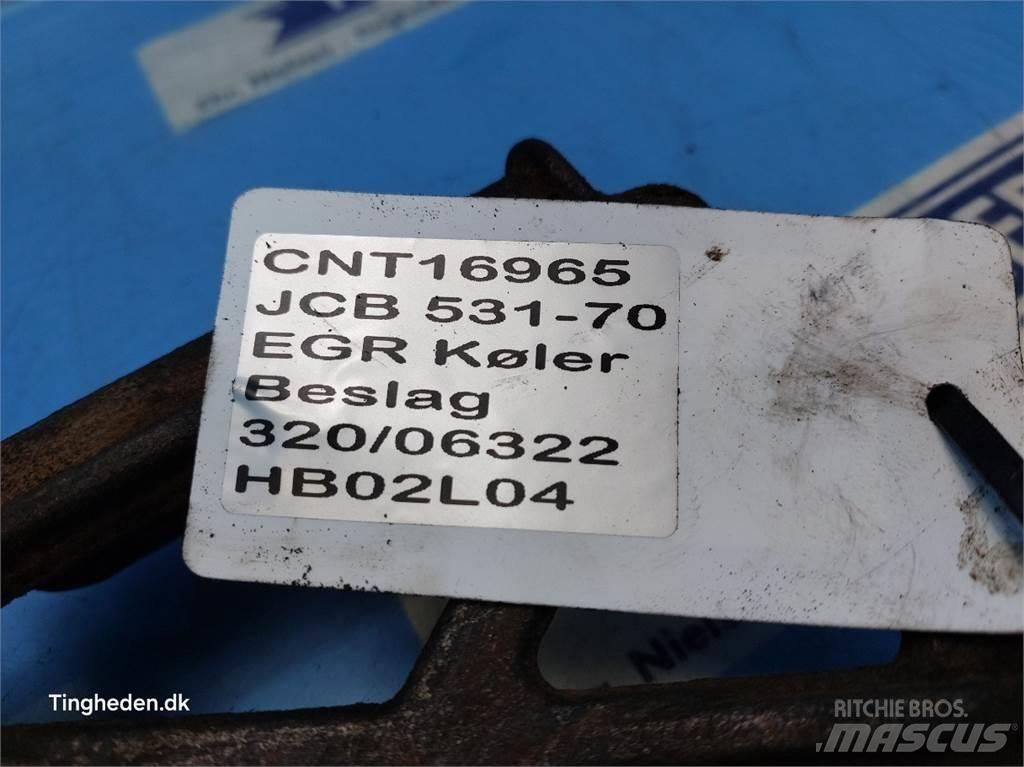 CNT16965
JCB 531-70
EGR Køler
Beslag
320/06322
HB02L04
Tingheden.dk
RITCHIE BROS.
MASCUS